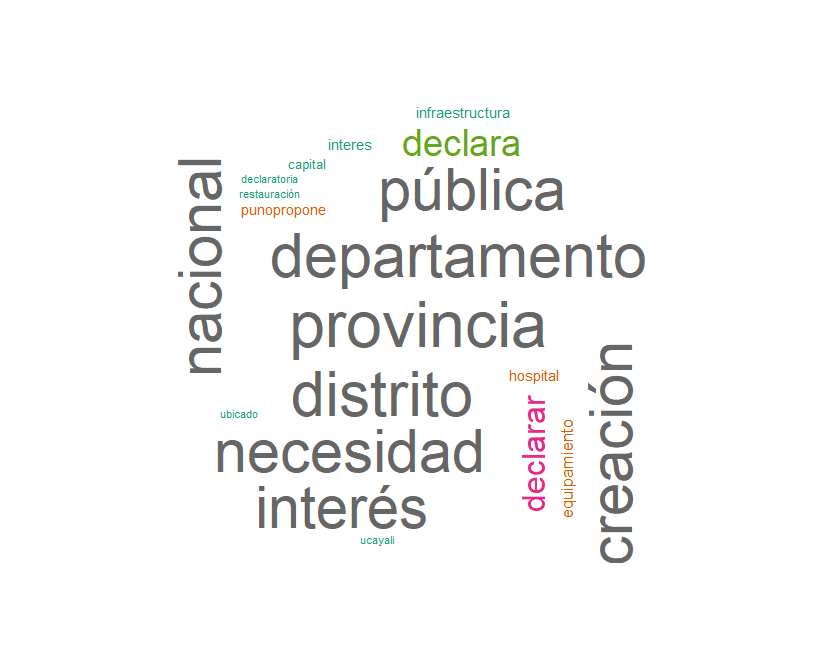 infraestructura
declara
interes
capital
declaratoria
restauración
punopropone
nacional
pública
departamento
provincia
distrito
hospital
declarar
equipamiento
creación
ubicado
necesidad
interés
ucayali